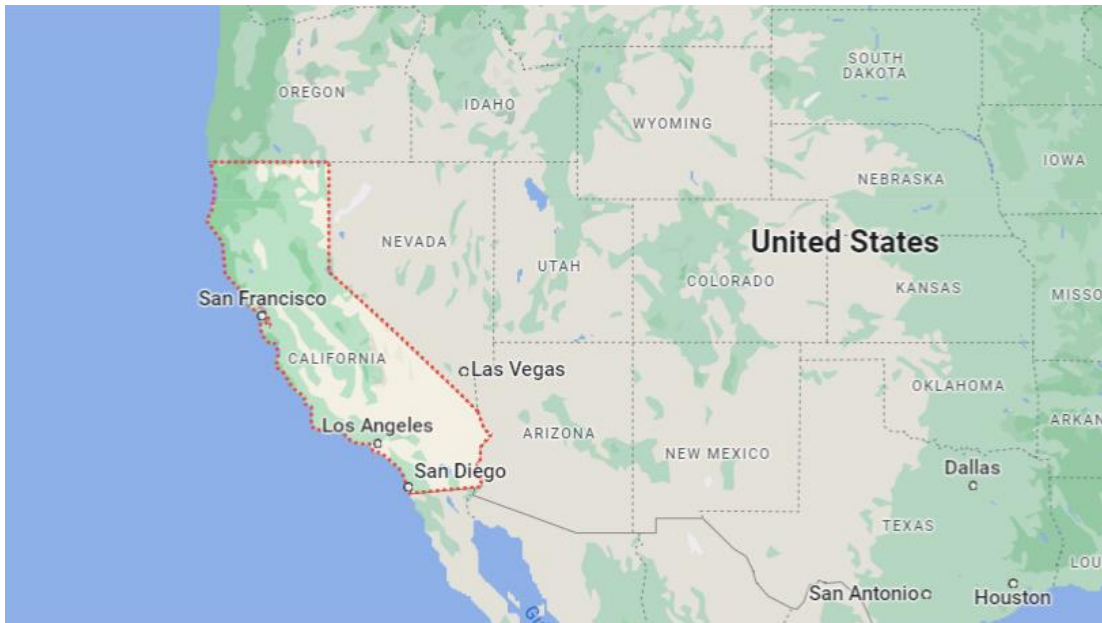 SOUTH
DAKOTA
OREGON
IDAHO
WYOMING
IOWA
NEBRASKA
NEVADA
United States
UTAH
COLORADO
KANSAS
MISSO
San Francisco
CALIFORNIA
Las Vegas
OKLAHOMA
ARKAN
Los Angeles
ARIZONA
NEW MEXICO
San Diego
Dallas
TEXAS
LOU
San Antonio
Houston